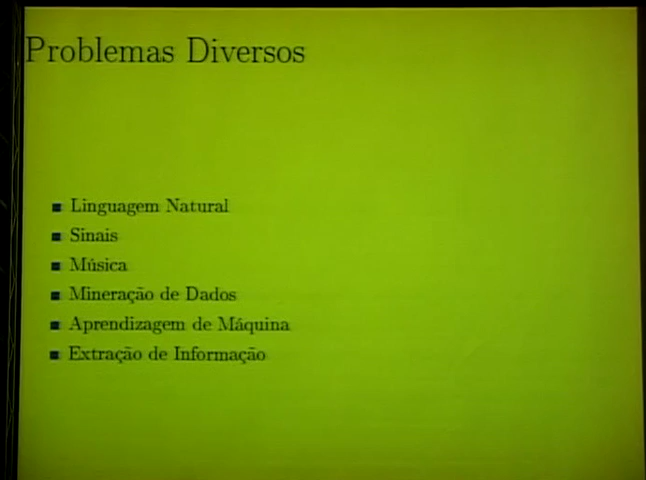 Problemas Diversos
Linguagem Natural
Sinais
Música
Mineração de Dados
Aprendizagem de Máquina
Extração de Informação